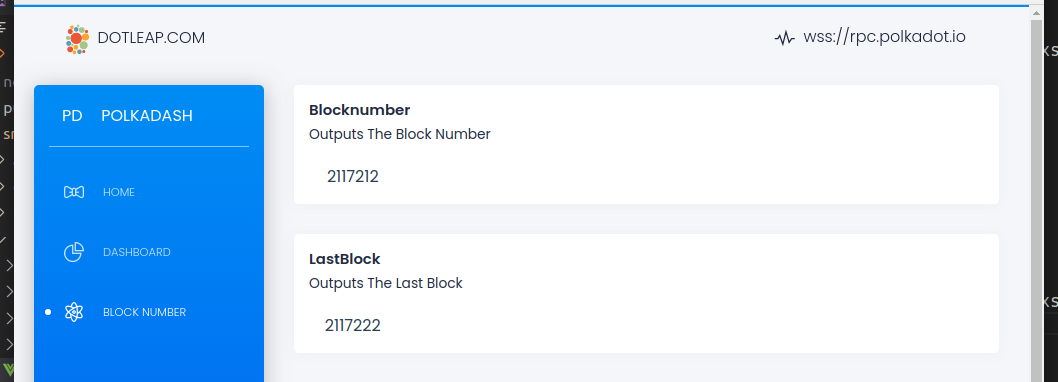 DOTLEAP.COM
wss://rpc.polkadot.io
PD POLKADASH
HOME
DASHBOARD
BLOCK NUMBER
Blocknumber
Outputs The Block Number
2117212
LastBlock
Outputs The Last Block
2117222